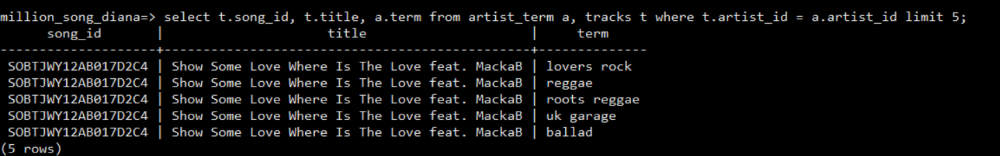 million_song_diana=> select t.song_id, t.title, a.term from artist_term a, tracks t where t.artist_id = a.artist_id limit 5;
      song_id      |                        title                        |     term
-------------------+-----------------------------------------------------+--------------
SOBTJWY12AB017D2C4 | Show Some Love Where Is The Love feat. MackaB | lovers rock
SOBTJWY12AB017D2C4 | Show Some Love Where Is The Love feat. MackaB | reggae
SOBTJWY12AB017D2C4 | Show Some Love Where Is The Love feat. MackaB | roots reggae
SOBTJWY12AB017D2C4 | Show Some Love Where Is The Love feat. MackaB | uk garage
SOBTJWY12AB017D2C4 | Show Some Love Where Is The Love feat. MackaB | ballad
(5 rows)